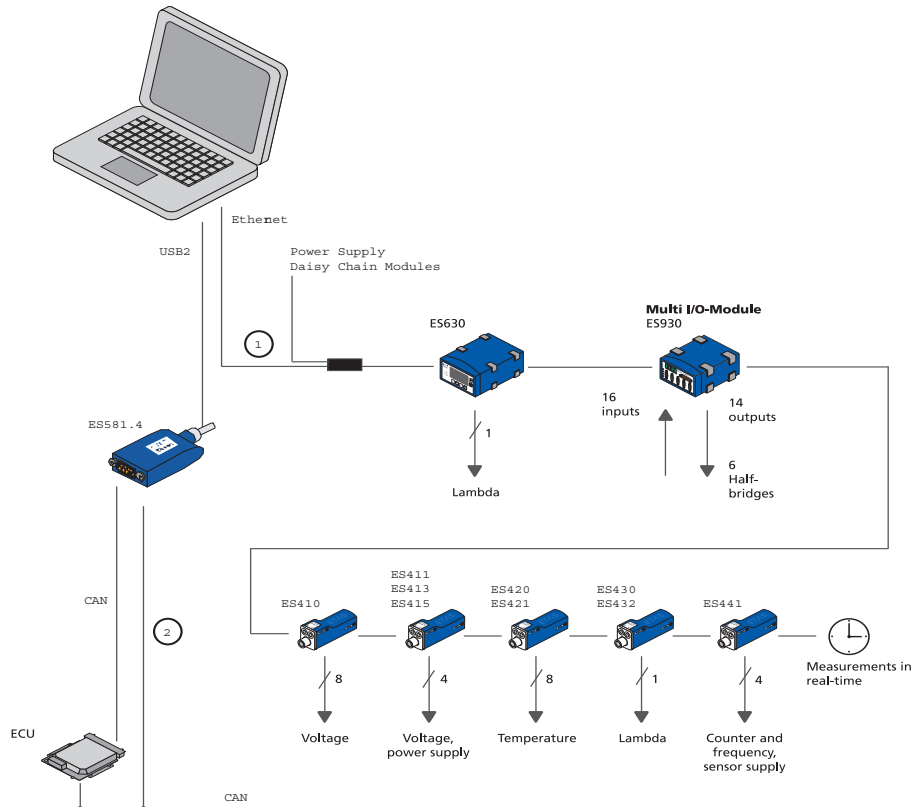 Ethernet
USB2
Power Supply
Daisy Chain Modules
1
ES630
Multi I/O-Module
ES930
16
inputs
14
outputs
1
6
Half-
bridges
Lambda
ES581.4
CAN
2
ES410
ES411
ES413
ES415
ES420
ES421
ES430
ES432
ES441
Measurements in
real-time
8
4
8
1
4
Voltage
Voltage,
power supply
Temperature
Lambda
Counter and
frequency,
sensor supply
ECU
CAN